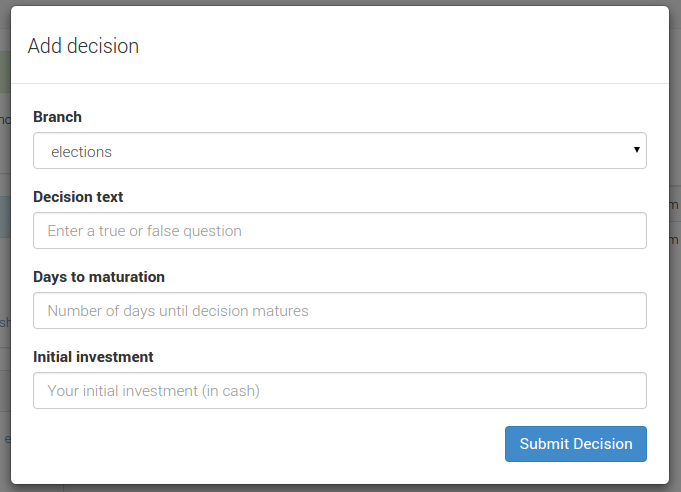 Add decision
Branch
elections
Decision text
Enter a true or false question
Days to maturation
Number of days until decision matures
Initial investment
Your initial investment (in cash)
Submit Decision